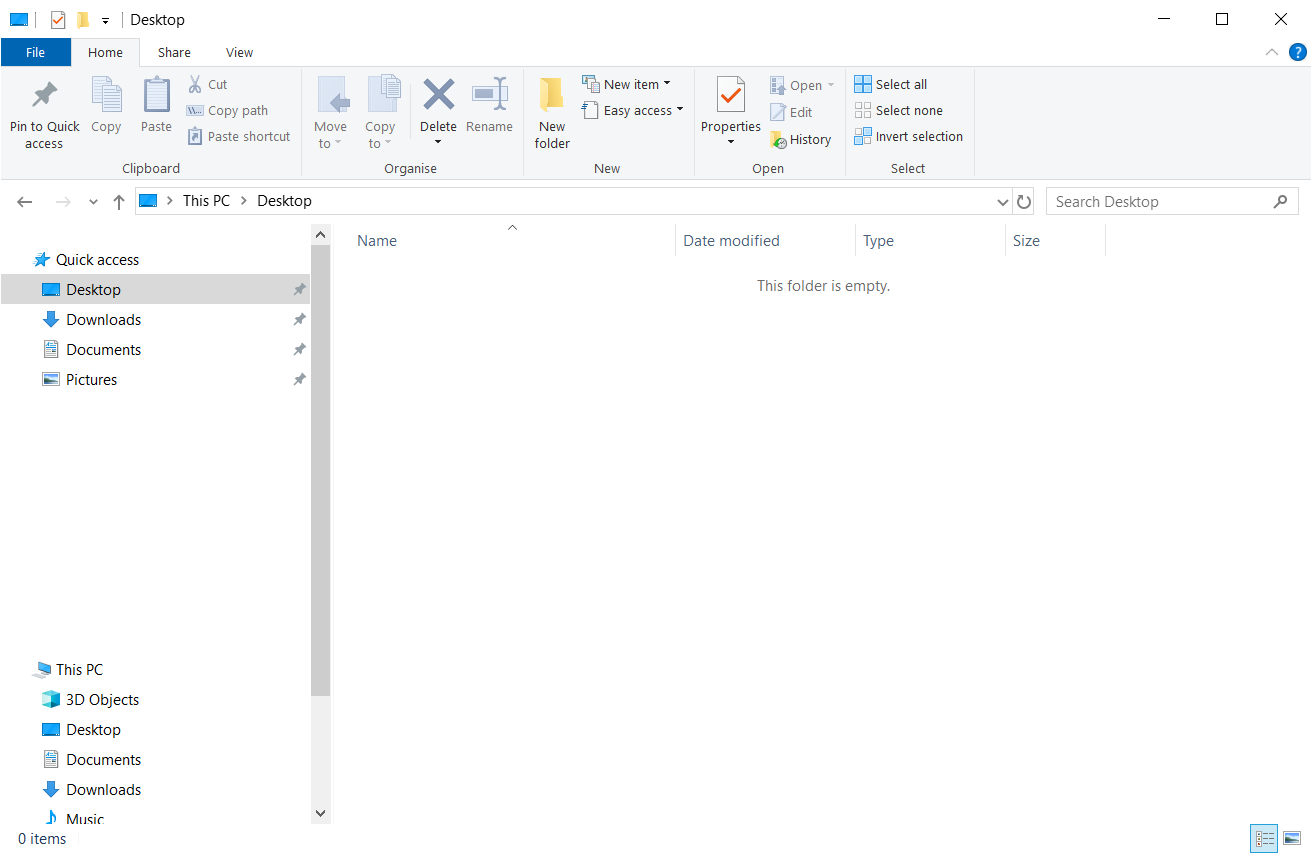 Desktop
File Home Share View
Pin to Quick access
Copy
Paste
Cut
Copy path
Paste shortcut
Clipboard
Move to
Copy to
Delete
Rename
Organise
New folder
New item
Easy access
New
Properties
Open
Edit
History
Open
Select all
Select none
Invert selection
Select
This PC > Desktop
Search Desktop
Name Date modified Type Size
This folder is empty.
Quick access
Desktop
Downloads
Documents
Pictures
This PC
3D Objects
Desktop
Documents
Downloads
Music
0 items